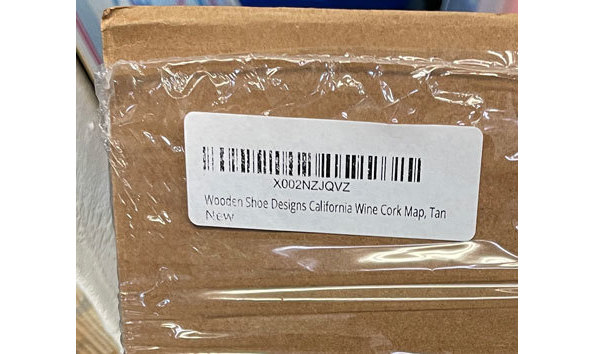 X002NZJQVZ
Wooden Shoe Designs California Wine Cork Map, Tan
New